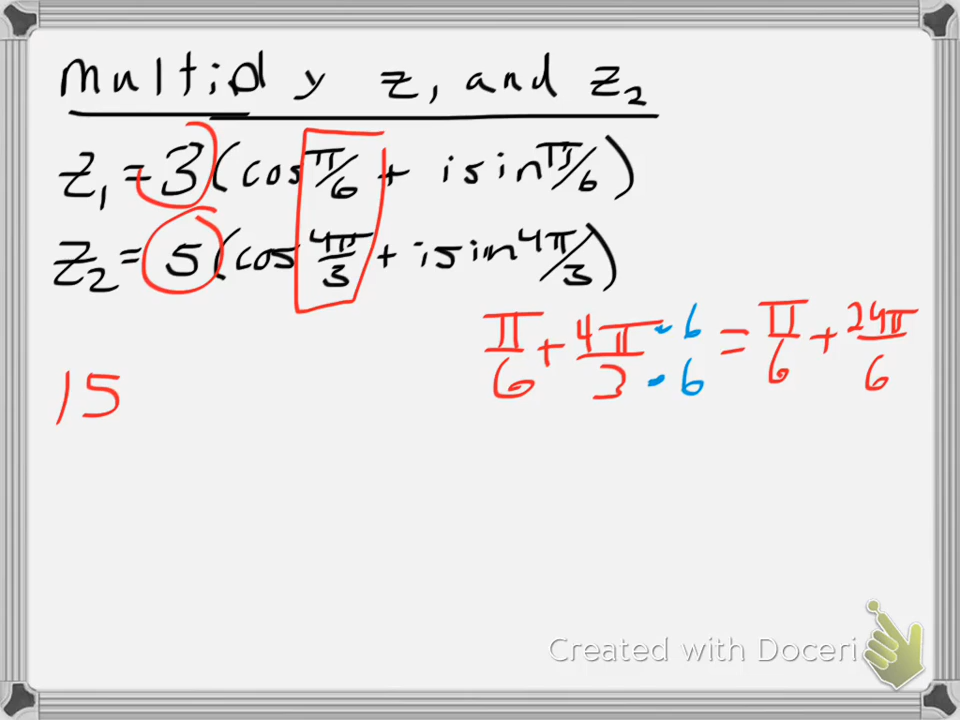 Multiply z₁ and z₂
z₁ = 3(cos π/6 + i sin π/6)
z₂ = 5(cos 4π/3 + i sin 4π/3)
π/6 + 4π/3 · 6/6 = π/6 + 24π/6
15
Created with Doceri